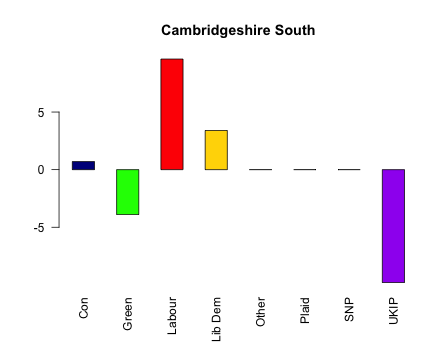 Cambridgeshire South
5
0
-5
Con
Green
Labour
Lib Dem
Other
Plaid
SNP
UKIP